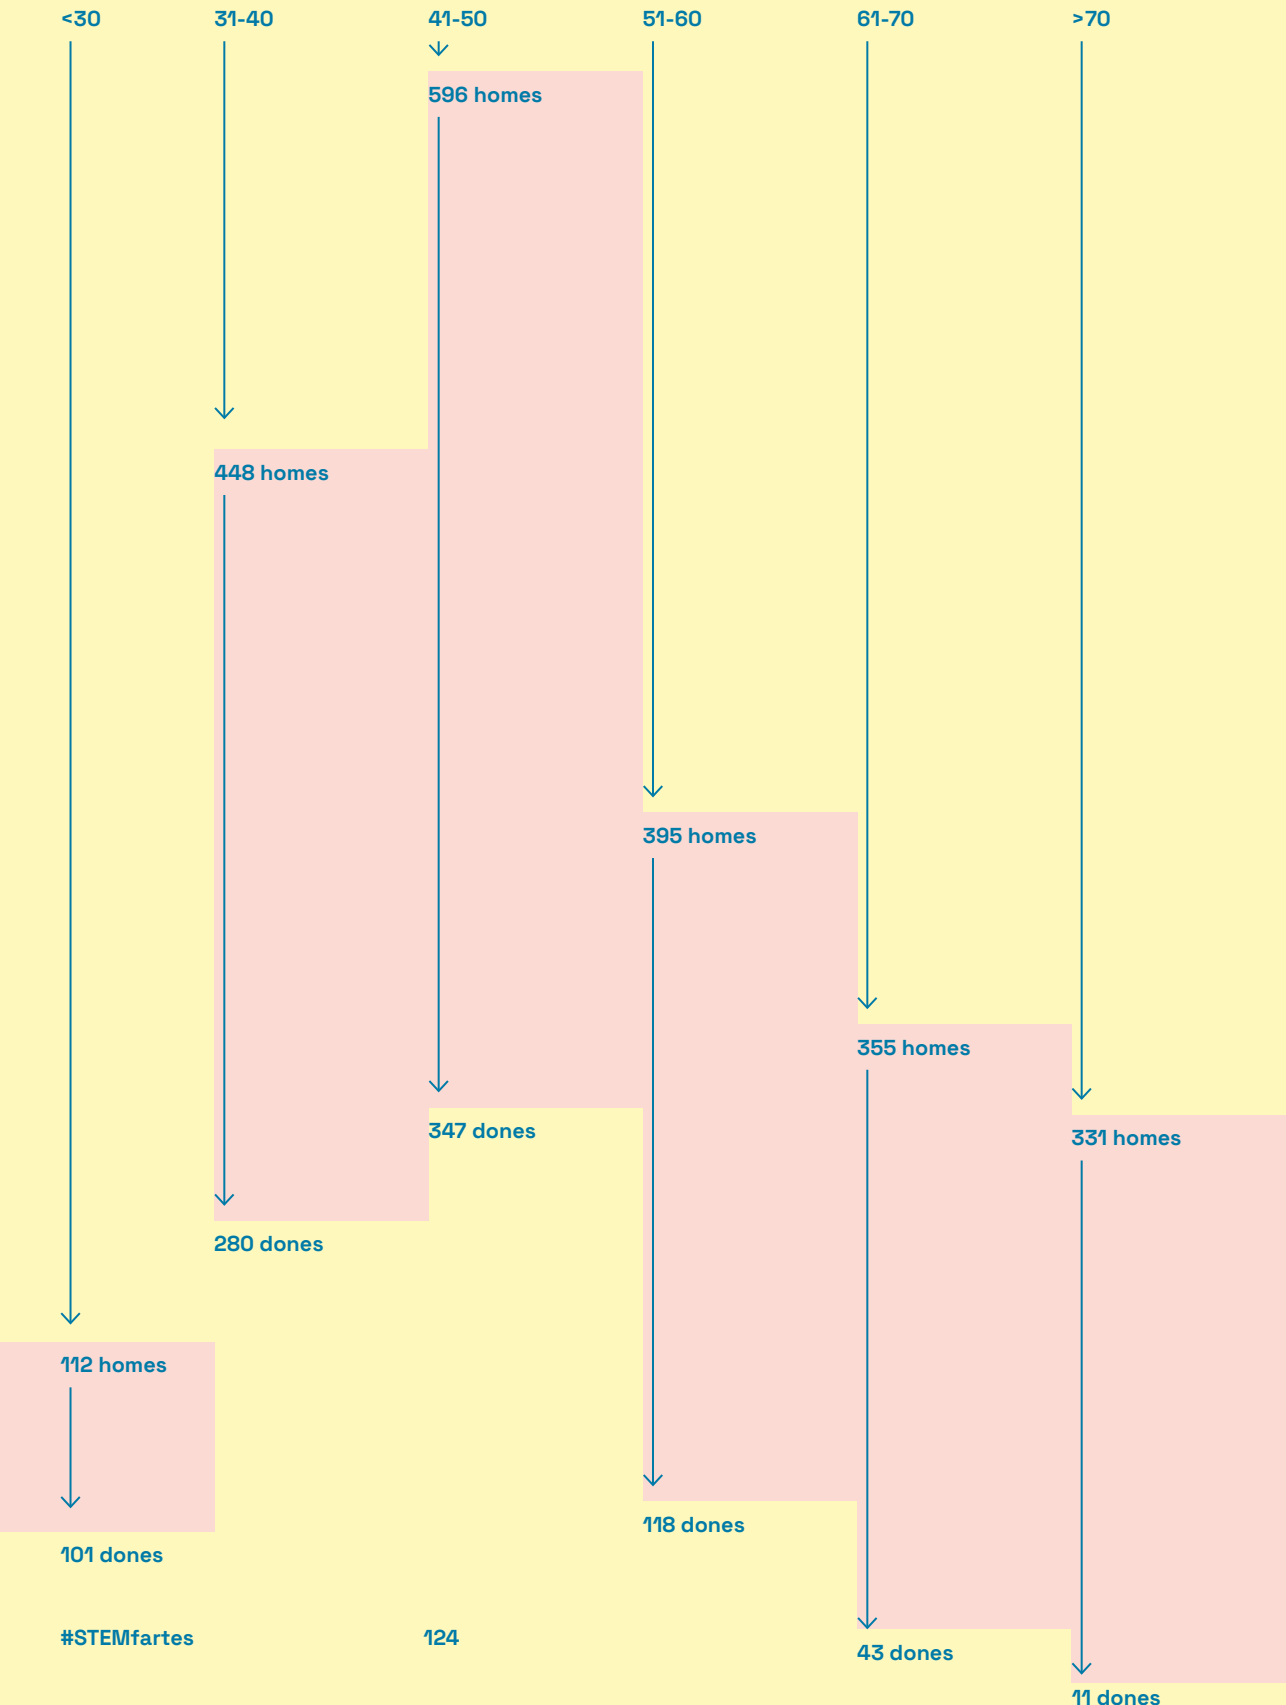 <30
31-40
41-50
51-60
61-70
>70
596 homes
448 homes
395 homes
355 homes
347 dones
331 homes
280 dones
112 homes
118 dones
101 dones
#STEMfartes
124
43 dones
11 dones